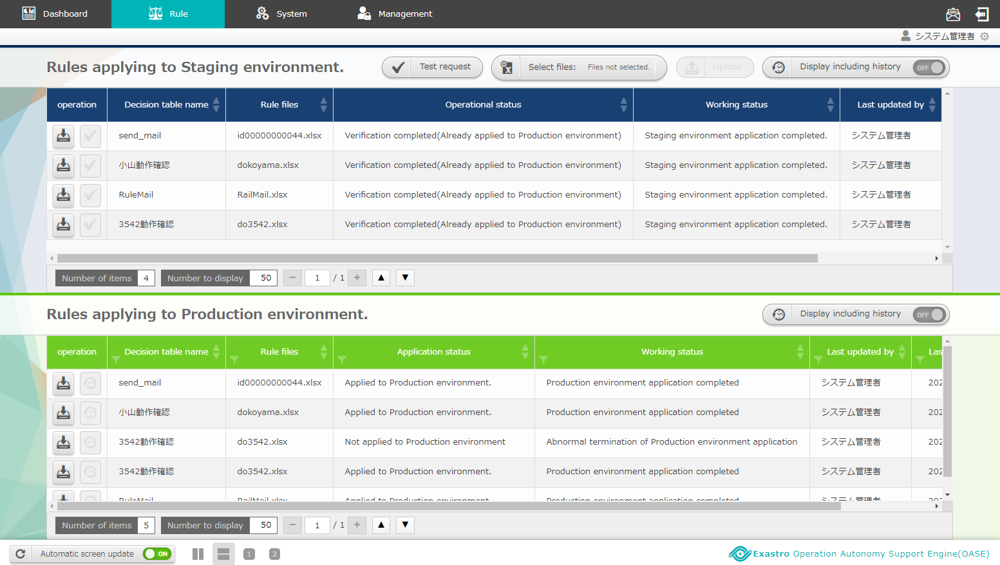 Dashboard Rule System Management
システム管理者
Rules applying to Staging environment. Test request Select files: Files not selected. Upload Display including history OFF
operation Decision table name Rule files Operational status Working status Last updated by
send_mail id00000000044.xlsx Verification completed(Already applied to Production environment) Staging environment application completed. システム管理者
小山動作確認 dokoyama.xlsx Verification completed(Already applied to Production environment) Staging environment application completed. システム管理者
RuleMail RailMail.xlsx Verification completed(Already applied to Production environment) Staging environment application completed. システム管理者
3542動作確認 do3542.xlsx Verification completed(Already applied to Production environment) Staging environment application completed. システム管理者
Number of items 4 Number to display 50 1 / 1
Rules applying to Production environment. Display including history OFF
operation Decision table name Rule files Application status Working status Last updated by Las
send_mail id00000000044.xlsx Applied to Production environment. Production environment application completed システム管理者 202
小山動作確認 dokoyama.xlsx Applied to Production environment. Production environment application completed システム管理者 202
3542動作確認 do3542.xlsx Not applied to Production environment Abnormal termination of Production environment application システム管理者 202
3542動作確認 do3542.xlsx Applied to Production environment. Production environment application completed システム管理者 202
RuleMail RailMail.xlsx Applied to Production environment. Production environment application completed システム管理者 202
Number of items 5 Number to display 50 1 / 1
Automatic screen update ON 1 2 Exastro Operation Autonomy Support Engine(OASE)